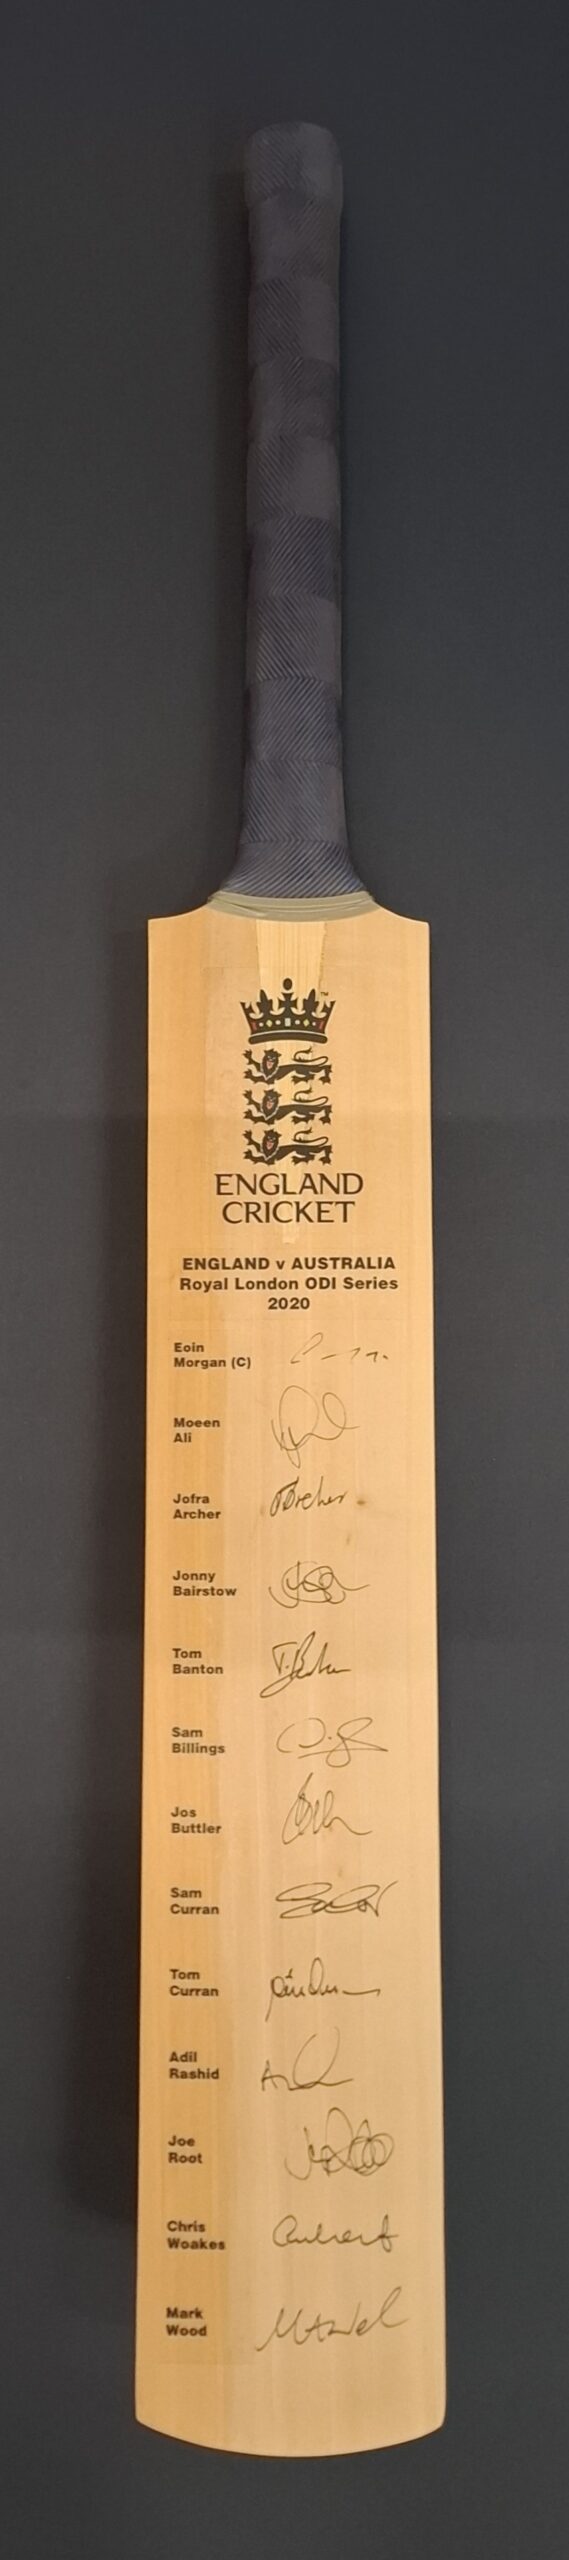 TM
ENGLAND
CRICKET
ENGLAND v AUSTRALIA
Royal London ODI Series
2020
Eoin
Morgan (C)
Moeen
Ali
Jofra
Archer
Jonny
Bairstow
Tom
Banton
Sam
Billings
Jos
Buttler
Sam
Curran
Tom
Curran
Adil
Rashid
Joe
Root
Chris
Woakes
Mark
Wood